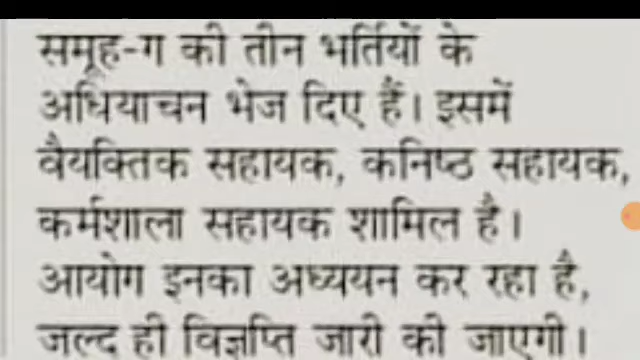 समूह-ग की तीन भर्तियों के
अधियाचन भेज दिए हैं। इसमें
वैयक्तिक सहायक, कनिष्ठ सहायक,
कर्मशाला सहायक शामिल है।
आयोग इनका अध्ययन कर रहा है,
जल्द ही विज्ञप्ति जारी की जाएगी।